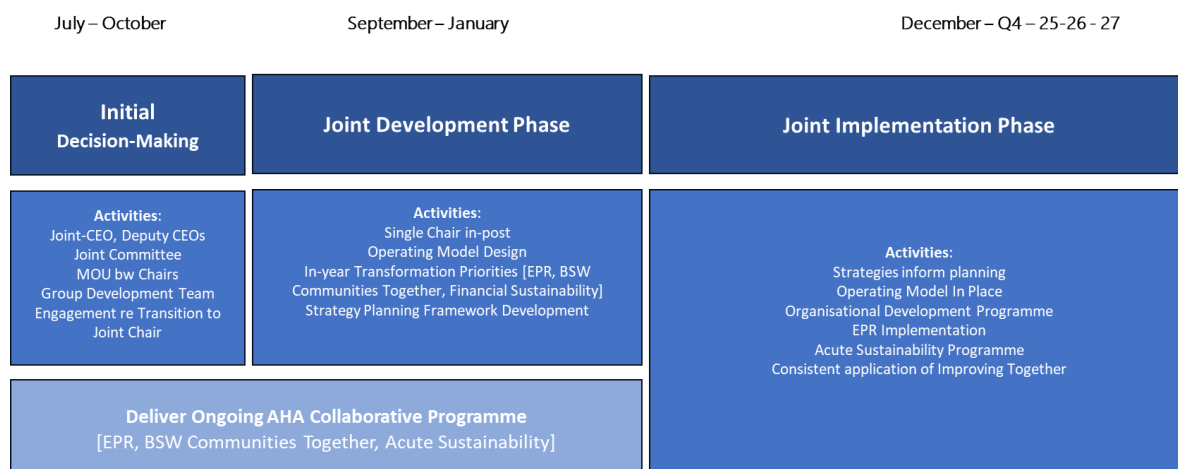 July – October
September – January
December – Q4 – 25-26 - 27
Initial
Decision-Making
Joint Development Phase
Joint Implementation Phase
Activities:
Joint-CEO, Deputy CEOs
Joint Committee
MOU bw Chairs
Group Development Team
Engagement re Transition to
Joint Chair
Activities:
Single Chair in-post
Operating Model Design
In-year Transformation Priorities [EPR, BSW
Communities Together, Financial Sustainability]
Strategy Planning Framework Development
Activities:
Strategies inform planning
Operating Model In Place
Organisational Development Programme
EPR Implementation
Acute Sustainability Programme
Consistent application of Improving Together
Deliver Ongoing AHA Collaborative Programme
[EPR, BSW Communities Together, Acute Sustainability]